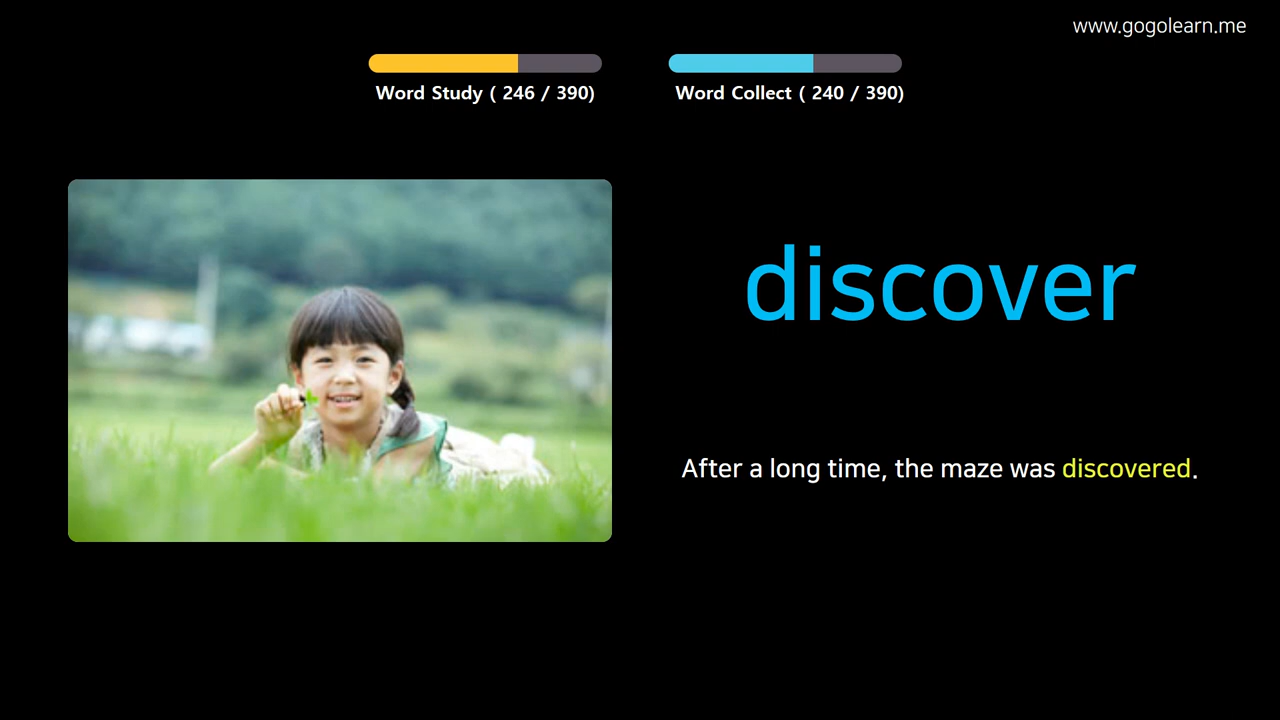 www.gogolearn.me
Word Study ( 246 / 390)
Word Collect ( 240 / 390)
discover
After a long time, the maze was discovered.